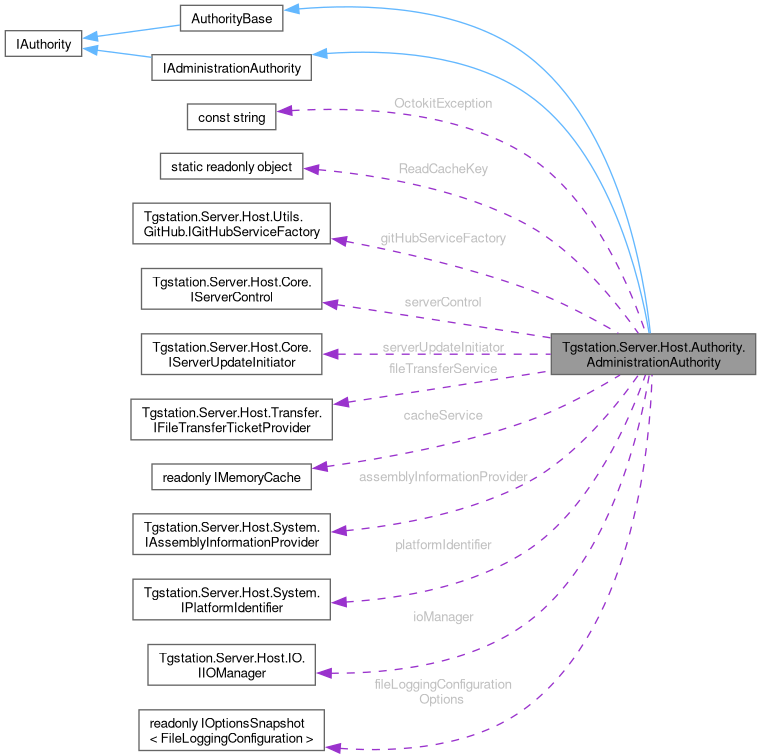 AuthorityBase
IAuthority
IAdministrationAuthority
OctokitException
const string
static readonly object
ReadCacheKey
Tgstation.Server.Host.Utils.
GitHub.IGitHubServiceFactory
gitHubServiceFactory
Tgstation.Server.Host.Core.
IServerControl
serverControl
Tgstation.Server.Host.Core.
IServerUpdateInitiator
serverUpdateInitiator
Tgstation.Server.Host.Authority.
AdministrationAuthority
fileTransferService
Tgstation.Server.Host.Transfer.
IFileTransferTicketProvider
cacheService
readonly IMemoryCache
assemblyInformationProvider
Tgstation.Server.Host.System.
IAssemblyInformationProvider
platformIdentifier
Tgstation.Server.Host.System.
IPlatformIdentifier
ioManager
Tgstation.Server.Host.IO.
IIOManager
fileLoggingConfiguration
Options
readonly IOptionsSnapshot
< FileLoggingConfiguration >